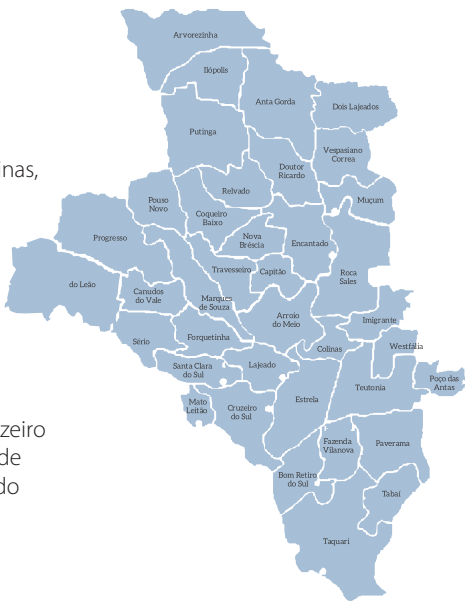 inas,
zeiro
de
do
Arvorezinha
Ilópolis
Anta Gorda
Dois Lajeados
Putinga
Vespasiano
Correa
Doutor
Ricardo
Relvado
Muçum
Pouso
Novo
Coqueiro
Baixo
Nova
Bréscia
Encantado
Progresso
Travesseiro
Capitão
Roca
Sales
do Leão
Canudos
do Vale
Marques
de Souza
Arroio
do Meio
Imigrante
Sério
Forquetinha
Colinas
Westfália
Santa Clara
do Sul
Lajeado
Teutonia
Poço das
Antas
Mato
Leitão
Cruzeiro
do Sul
Estrela
Fazenda
Vilanova
Paverama
Bom Retiro
do Sul
Tabaí
Taquari